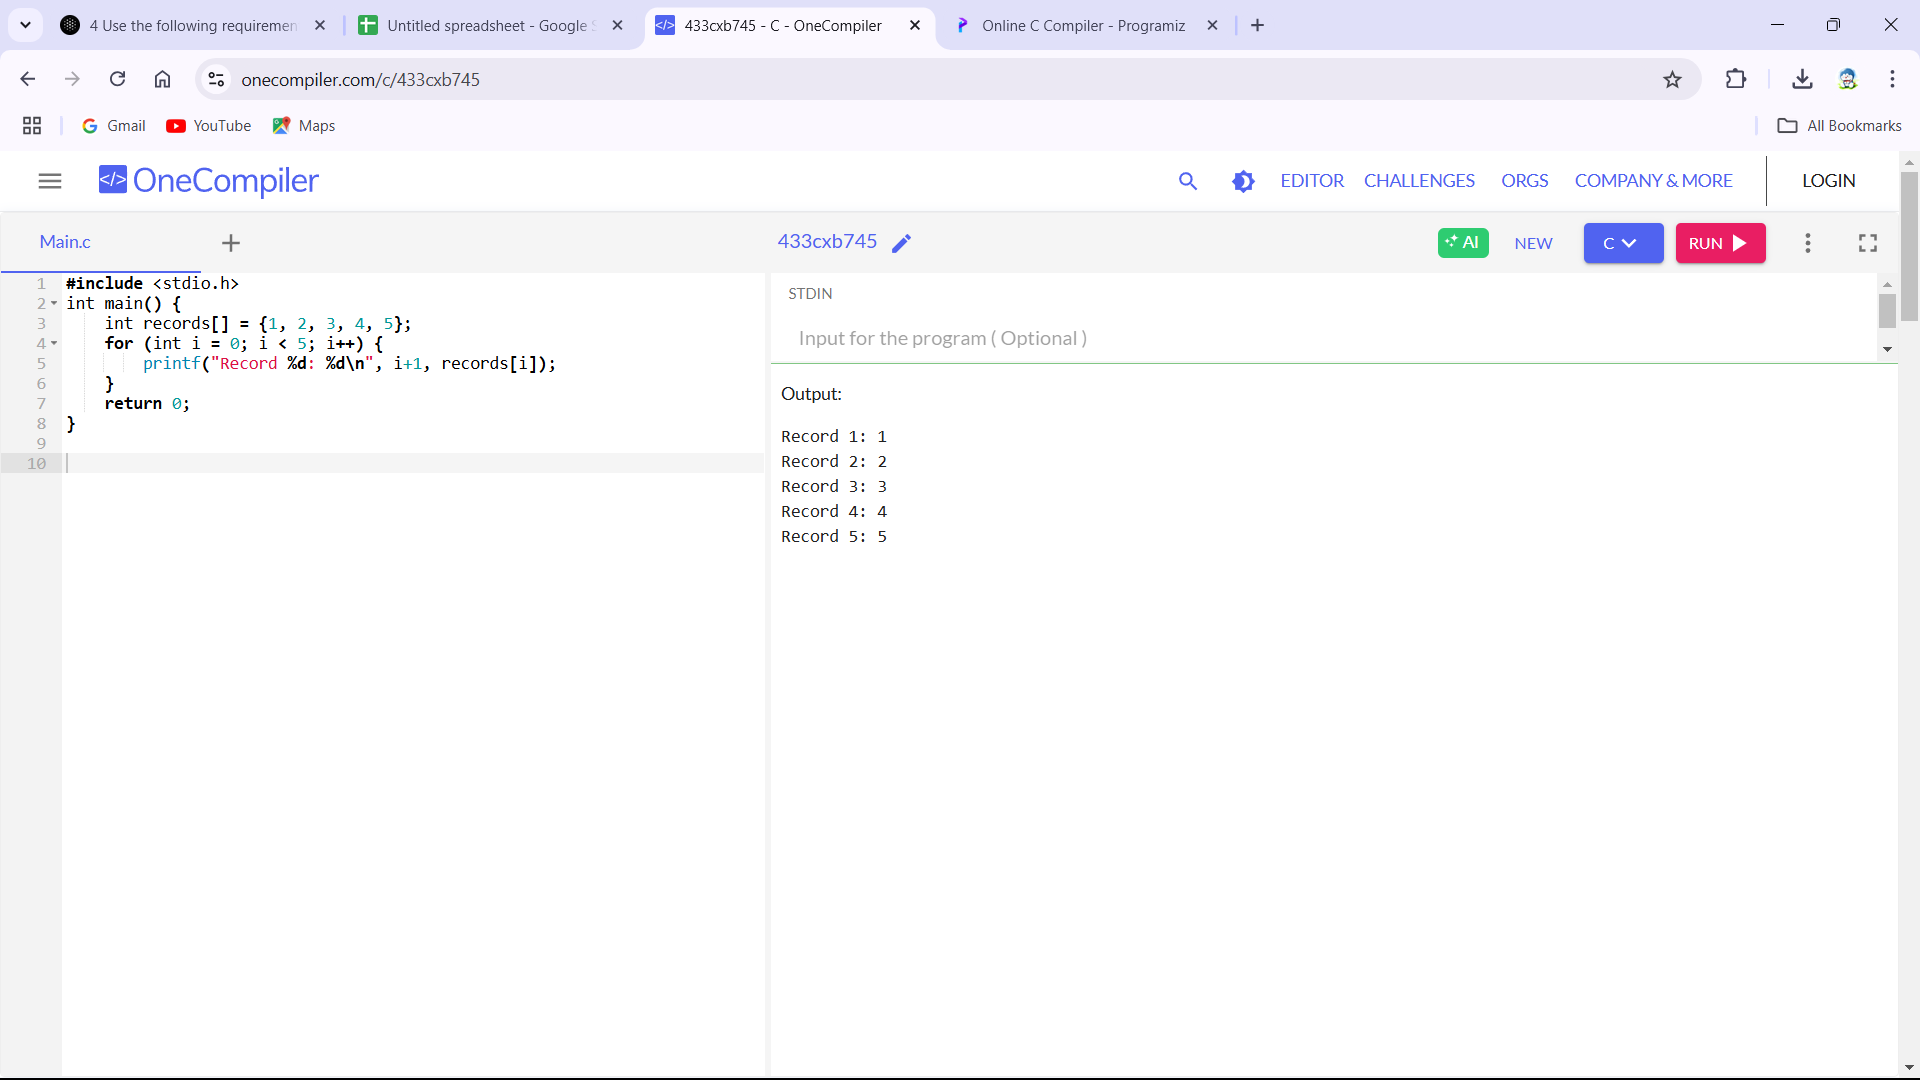 4 Use the following requiremen
Untitled spreadsheet - Google S
433cxb745 - C - OneCompiler
Online C Compiler - Programiz
onecompiler.com/c/433cxb745
Gmail
YouTube
Maps
All Bookmarks
</> OneCompiler
EDITOR
CHALLENGES
ORGS
COMPANY & MORE
LOGIN
Main.c
433cxb745
AI
NEW
C
RUN
1 #include <stdio.h>
2 int main() {
3     int records[] = {1, 2, 3, 4, 5};
4     for (int i = 0; i < 5; i++) {
5         printf("Record %d: %d\n", i+1, records[i]);
6     }
7     return 0;
8 }
9
10
STDIN
Input for the program ( Optional )
Output:
Record 1: 1
Record 2: 2
Record 3: 3
Record 4: 4
Record 5: 5